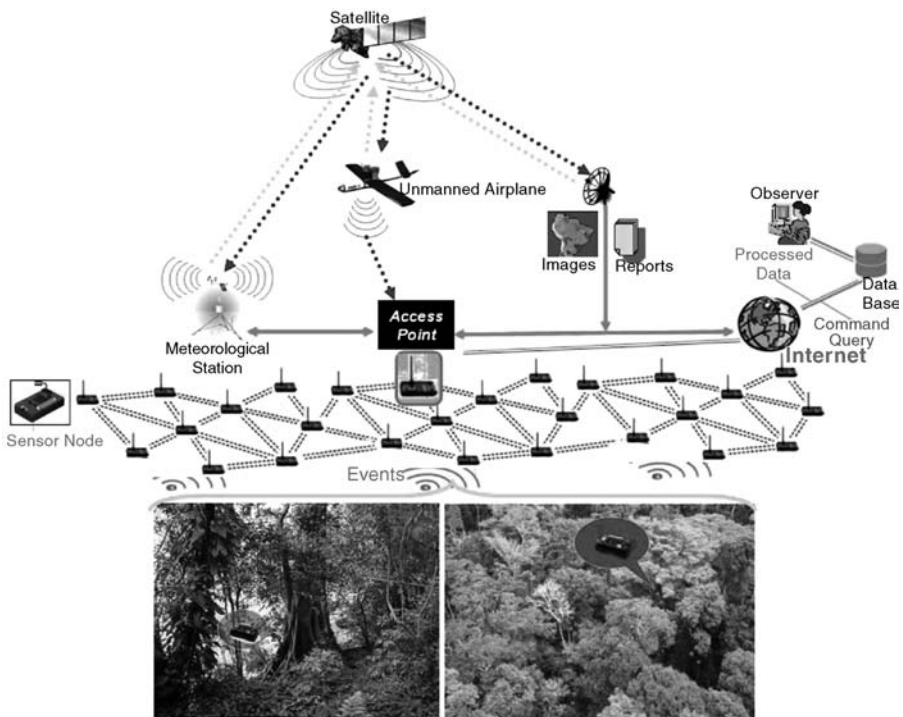 Satellite
Unmanned Airplane
Observer
Images
Reports
Processed
Data
Data
Base
Access
Point
Command
Query
Meteorological
Station
Internet
Sensor Node
Events